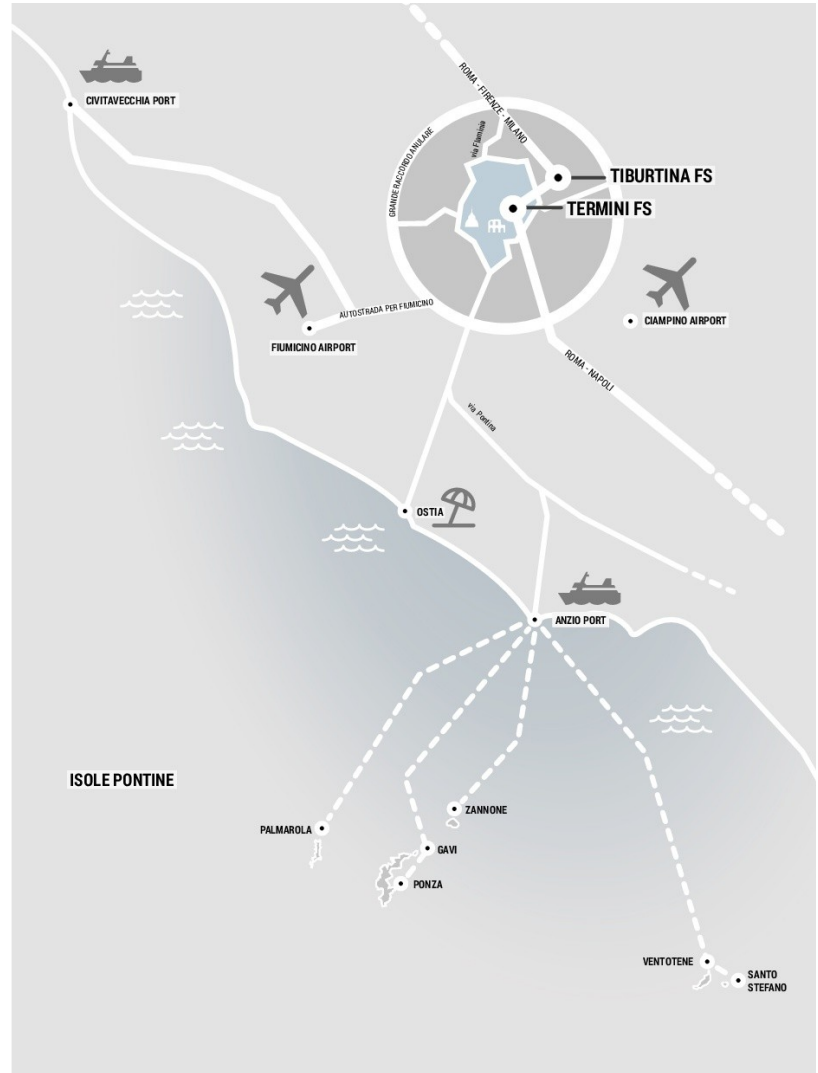 CIVITAVECCHIA PORT
ROMA - FIRENZE - MILANO
GRANDE RACCORDO ANULARE
via Flaminia
TIBURTINA FS
TERMINI FS
AUTOSTRADA PER FIUMICINO
FIUMICINO AIRPORT
CIAMPINO AIRPORT
ROMA - NAPOLI
via Pontina
OSTIA
ANZIO PORT
ISOLE PONTINE
ZANNONE
PALMAROLA
GAVI
PONZA
VENTOTENE
SANTO
STEFANO